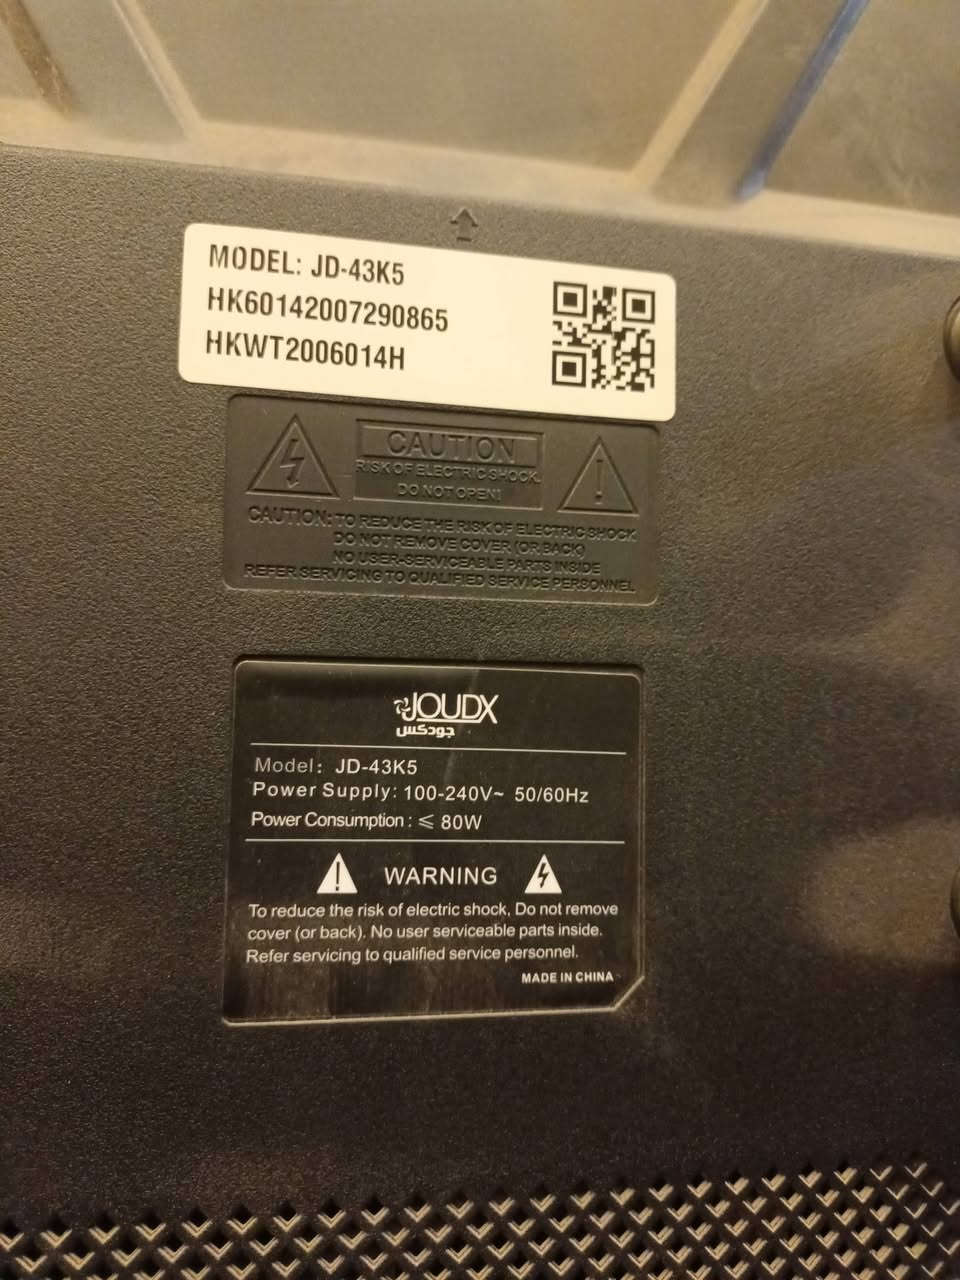 MODEL: JD-43K5
HK60142007290865
HKWT2006014H
CAUTION
RISK OF ELECTRIC SHOCK.
DO NOT OPEN!
CAUTION: TO REDUCE THE RISK OF ELECTRIC SHOCK
DO NOT REMOVE COVER (OR BACK)
NO USER-SERVICEABLE PARTS INSIDE
REFER SERVICING TO QUALIFIED SERVICE PERSONNEL
JOUDX
جودكس
Model: JD-43K5
Power Supply: 100-240V~ 50/60Hz
Power Consumption : ≤ 80W
WARNING
To reduce the risk of electric shock, Do not remove
cover (or back). No user serviceable parts inside.
Refer servicing to qualified service personnel.
MADE IN CHINA